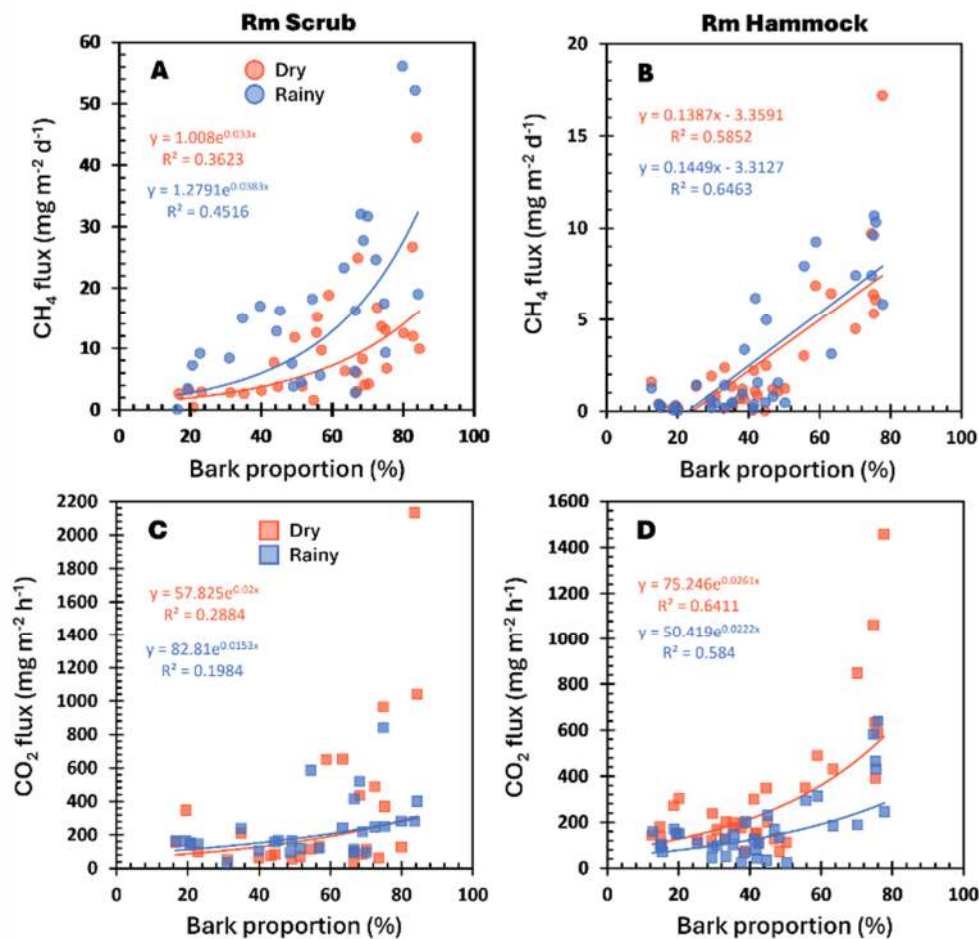 Rm Scrub
Rm Hammock
60
50
40
30
20
10
0
CH₄ flux (mg m⁻² d⁻¹)
A
Dry
Rainy
y = 1.008e^0.033x
R² = 0.3623
y = 1.2791e^0.0383x
R² = 0.4516
0 20 40 60 80 100
Bark proportion (%)
20
15
10
5
0
CH₄ flux (mg m⁻² d⁻¹)
B
y = 0.1387x - 3.3591
R² = 0.5852
y = 0.1449x - 3.3127
R² = 0.6463
0 20 40 60 80 100
Bark proportion (%)
2200
2000
1800
1600
1400
1200
1000
800
600
400
200
0
CO₂ flux (mg m⁻² h⁻¹)
C
Dry
Rainy
y = 57.825e^0.02x
R² = 0.2884
y = 82.81e^0.0153x
R² = 0.1984
0 20 40 60 80 100
Bark proportion (%)
1600
1400
1200
1000
800
600
400
200
0
CO₂ flux (mg m⁻² h⁻¹)
D
y = 75.246e^0.0261x
R² = 0.6411
y = 50.419e^0.0222x
R² = 0.584
0 20 40 60 80 100
Bark proportion (%)